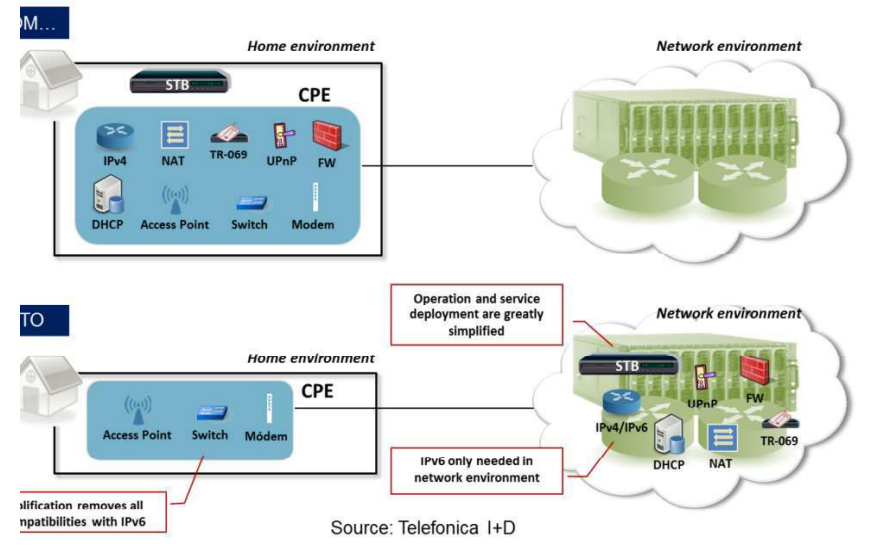 OM...
Home environment
Network environment
STB
CPE
IPv4
NAT
TR-069
UPnP
FW
DHCP
Access Point
Switch
Modem
TO
Operation and service
deployment are greatly
simplified
Network environment
Home environment
STB
CPE
UPnP
FW
Access Point
Switch
Módem
IPv4/IPv6
TR-069
DHCP
NAT
IPv6 only needed in
network environment
plification removes all
mpatibilities with IPv6
Source: Telefonica I+D